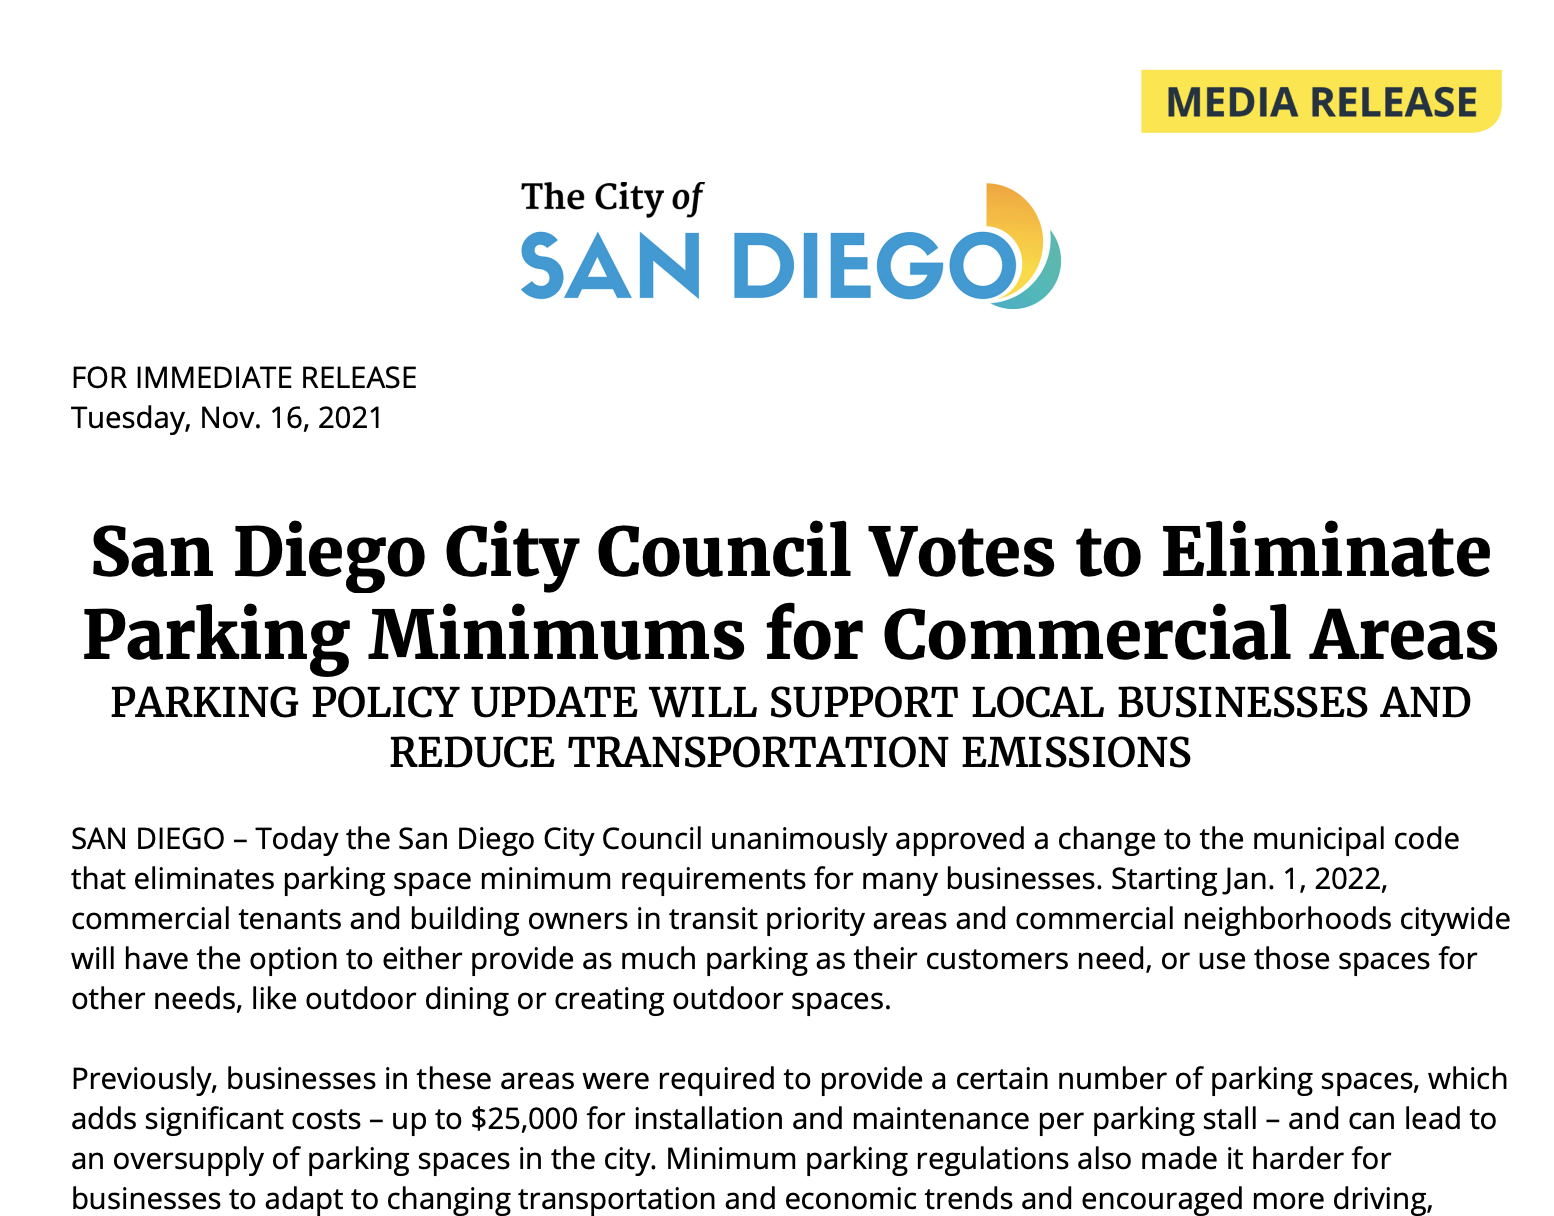 MEDIA RELEASE
The City of
SAN DIEGO
FOR IMMEDIATE RELEASE
Tuesday, Nov. 16, 2021
San Diego City Council Votes to Eliminate
Parking Minimums for Commercial Areas
PARKING POLICY UPDATE WILL SUPPORT LOCAL BUSINESSES AND
REDUCE TRANSPORTATION EMISSIONS
SAN DIEGO – Today the San Diego City Council unanimously approved a change to the municipal code
that eliminates parking space minimum requirements for many businesses. Starting Jan. 1, 2022,
commercial tenants and building owners in transit priority areas and commercial neighborhoods citywide
will have the option to either provide as much parking as their customers need, or use those spaces for
other needs, like outdoor dining or creating outdoor spaces.
Previously, businesses in these areas were required to provide a certain number of parking spaces, which
adds significant costs – up to $25,000 for installation and maintenance per parking stall – and can lead to
an oversupply of parking spaces in the city. Minimum parking regulations also made it harder for
businesses to adapt to changing transportation and economic trends and encouraged more driving,